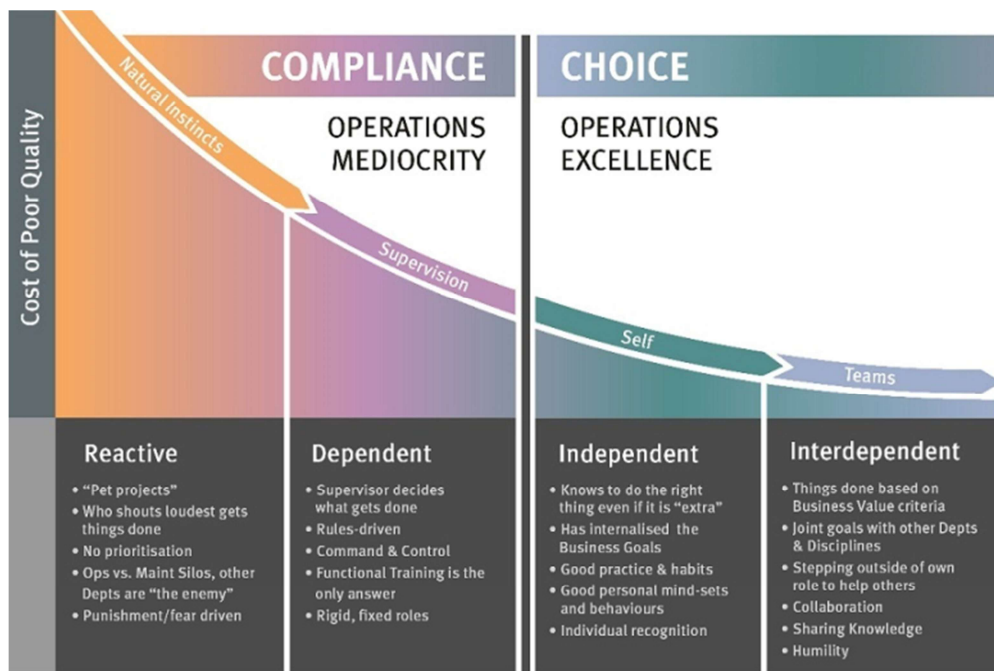 COMPLIANCE
CHOICE
OPERATIONS
MEDIOCRITY
OPERATIONS
EXCELLENCE
Cost of Poor Quality
Natural Instincts
Supervision
Self
Teams
Reactive
• “Pet projects”
• Who shouts loudest gets
things done
• No prioritisation
• Ops vs. Maint Silos, other
Depts are “the enemy”
• Punishment/fear driven
Dependent
• Supervisor decides
what gets done
• Rules-driven
• Command & Control
• Functional Training is the
only answer
• Rigid, fixed roles
Independent
• Knows to do the right
thing even if it is “extra”
• Has internalised the
Business Goals
• Good practice & habits
• Good personal mind-sets
and behaviours
• Individual recognition
Interdependent
• Things done based on
Business Value criteria
• Joint goals with other Depts
& Disciplines
• Stepping outside of own
role to help others
• Collaboration
• Sharing Knowledge
• Humility